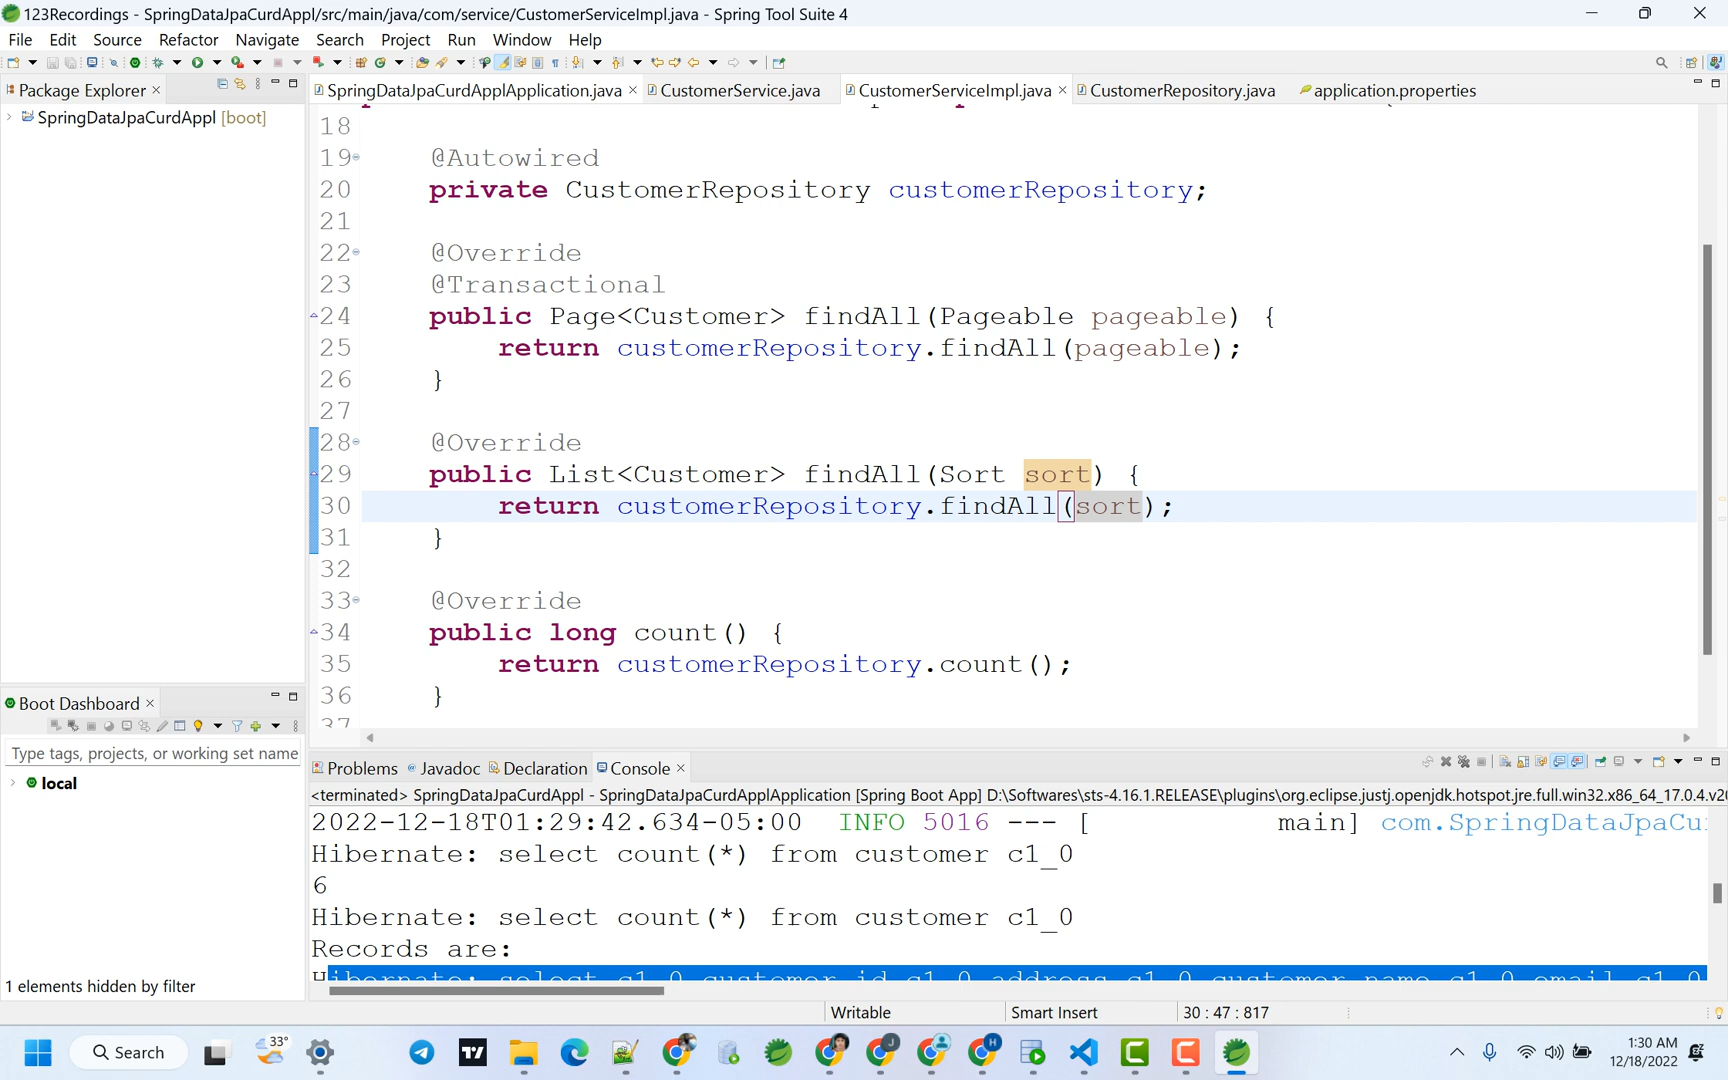 123Recordings - SpringDataJpaCurdAppl/src/main/java/com/service/CustomerServiceImpl.java - Spring Tool Suite 4
File Edit Source Refactor Navigate Search Project Run Window Help
Package Explorer
SpringDataJpaCurdApplApplication.java CustomerService.java CustomerServiceImpl.java CustomerRepository.java application.properties
SpringDataJpaCurdAppl [boot]
18
19 @Autowired
20 private CustomerRepository customerRepository;
21
22 @Override
23 @Transactional
24 public Page<Customer> findAll(Pageable pageable) {
25 return customerRepository.findAll(pageable);
26 }
27
28 @Override
29 public List<Customer> findAll(Sort sort) {
30 return customerRepository.findAll(sort);
31 }
32
33 @Override
34 public long count() {
35 return customerRepository.count();
36 }
37
Boot Dashboard
Type tags, projects, or working set name
local
1 elements hidden by filter
Problems Javadoc Declaration Console
<terminated> SpringDataJpaCurdAppl - SpringDataJpaCurdApplApplication [Spring Boot App] D:\Softwares\sts-4.16.1.RELEASE\plugins\org.eclipse.justj.openjdk.hotspot.jre.full.win32.x86_64_17.0.4.v20
2022-12-18T01:29:42.634-05:00 INFO 5016 --- [ main] com.SpringDataJpaCu
Hibernate: select count(*) from customer c1_0
6
Hibernate: select count(*) from customer c1_0
Records are:
Hibernate: select c1_0.customer_id,c1_0.address,c1_0.customer_name,c1_0.email,c1_0
Writable Smart Insert 30 : 47 : 817
Search
33°
1:30 AM
12/18/2022